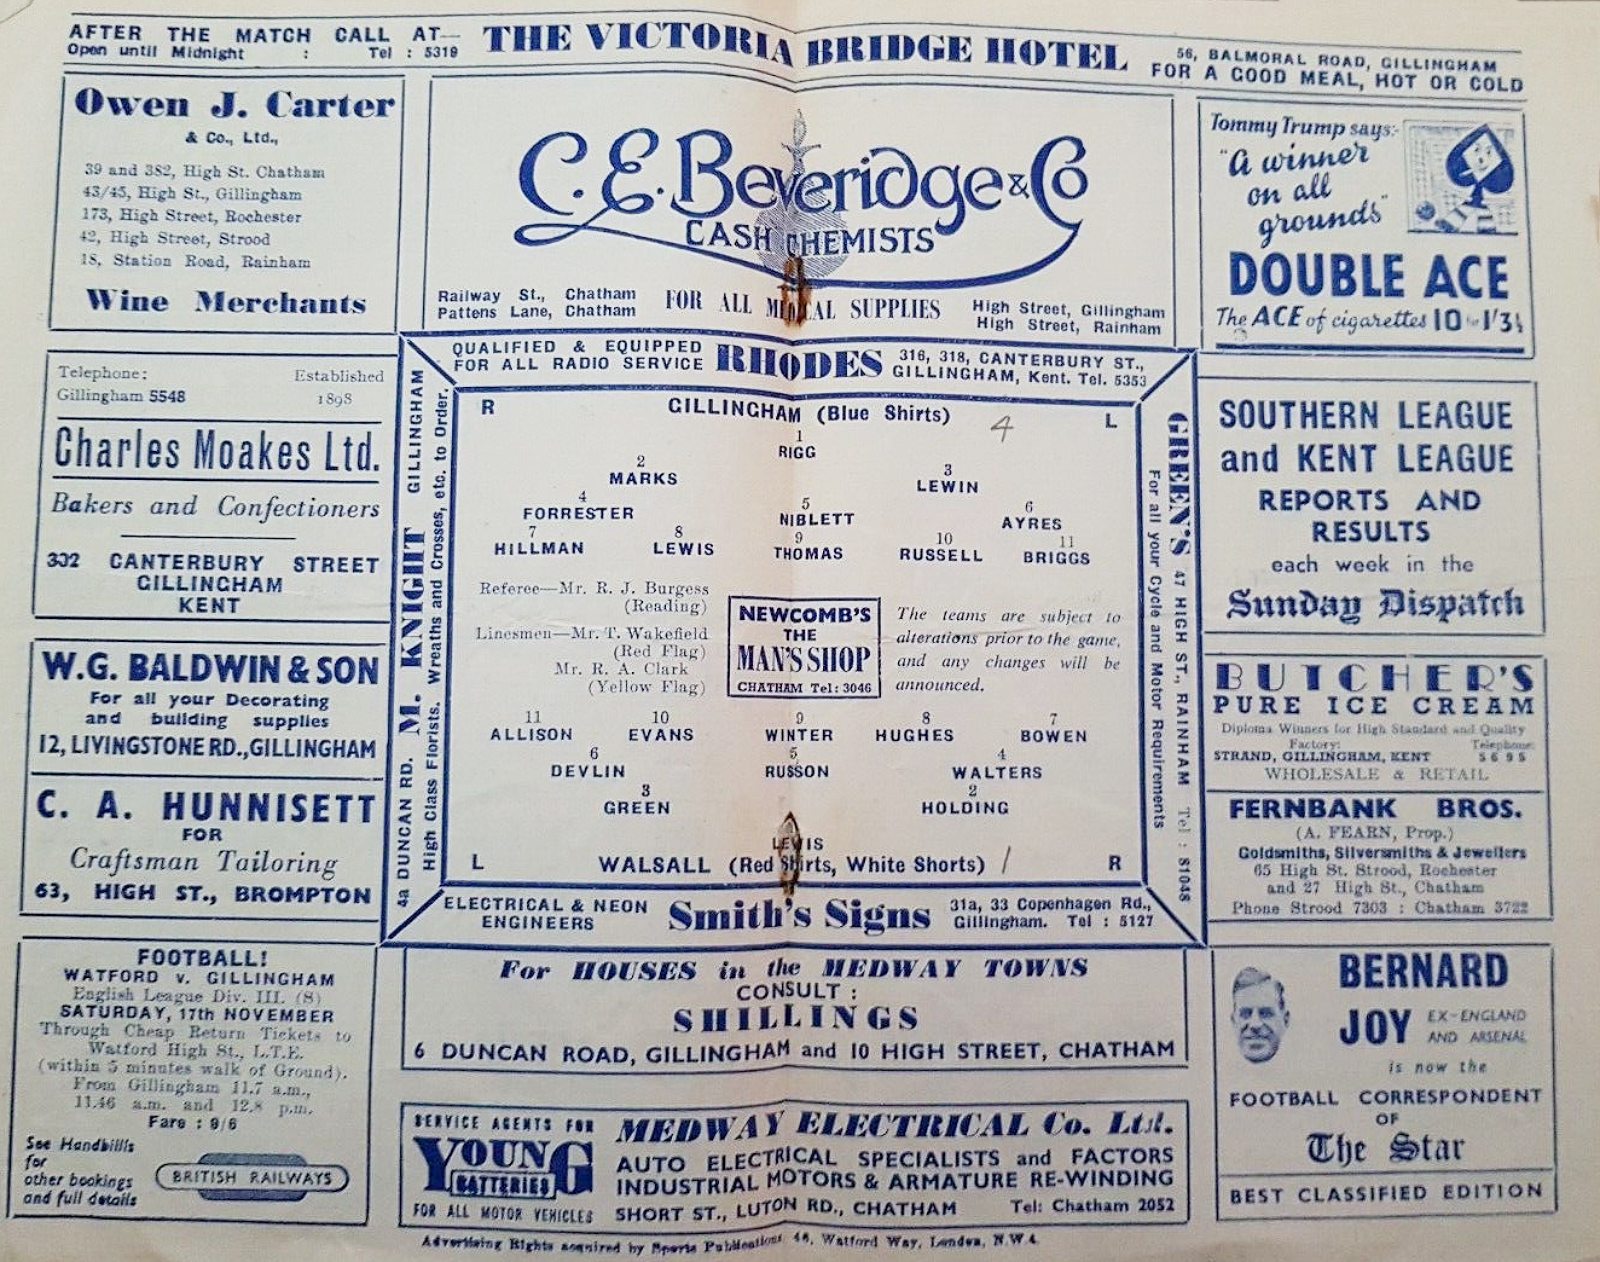 AFTER THE MATCH CALL AT—
Open until Midnight : Tel : 5319
THE VICTORIA BRIDGE HOTEL
56, BALMORAL ROAD, GILLINGHAM
FOR A GOOD MEAL, HOT OR COLD
Owen J. Carter
& Co., Ltd.,
39 and 382, High St. Chatham
43/45, High St., Gillingham
173, High Street, Rochester
42, High Street, Strood
18, Station Road, Rainham
Wine Merchants
C. E. Beveridge & Co
CASH CHEMISTS
Railway St., Chatham
Pattens Lane, Chatham
FOR ALL MEDICAL SUPPLIES
High Street, Gillingham
High Street, Rainham
Tommy Trump says:-
"A winner
on all
grounds"
DOUBLE ACE
The ACE of cigarettes 10 for 1'3½
Telephone: Established
Gillingham 5548 1898
Charles Moakes Ltd.
Bakers and Confectioners
302 CANTERBURY STREET
GILLINGHAM
KENT
W.G. BALDWIN & SON
For all your Decorating
and building supplies
12, LIVINGSTONE RD., GILLINGHAM
C. A. HUNNISETT
FOR
Craftsman Tailoring
63, HIGH ST., BROMPTON
QUALIFIED & EQUIPPED
FOR ALL RADIO SERVICE
RHODES
316, 318, CANTERBURY ST.,
GILLINGHAM, Kent. Tel. 5353
4a DUNCAN RD. M. KNIGHT GILLINGHAM
High Class Florists. Wreaths and Crosses, etc. to Order.
R GILLINGHAM (Blue Shirts) 4 L
1
RIGG
2 3
MARKS LEWIN
4 5 6
FORRESTER NIBLETT AYRES
7 8 9 10 11
HILLMAN LEWIS THOMAS RUSSELL BRIGGS
Referee—Mr. R. J. Burgess
(Reading)
Linesmen—Mr. T. Wakefield
(Red Flag)
Mr. R. A. Clark
(Yellow Flag)
NEWCOMB'S
THE
MAN'S SHOP
CHATHAM Tel: 3046
The teams are subject to
alterations prior to the game,
and any changes will be
announced.
11 10 9 8 7
ALLISON EVANS WINTER HUGHES BOWEN
6 5 4
DEVLIN RUSSON WALTERS
3 2
GREEN HOLDING
LEWIS
L WALSALL (Red Shirts, White Shorts) 1 R
GREEN'S 47 HIGH ST., RAINHAM Tel : 81048
For all your Cycle and Motor Requirements
ELECTRICAL & NEON
ENGINEERS
Smith's Signs
31a, 33 Copenhagen Rd.,
Gillingham. Tel : 5127
SOUTHERN LEAGUE
and KENT LEAGUE
REPORTS AND
RESULTS
each week in the
Sunday Dispatch
BUTCHER'S
PURE ICE CREAM
Diploma Winners for High Standard and Quality
Factory: Telephone:
STRAND, GILLINGHAM, KENT 5695
WHOLESALE & RETAIL
FERNBANK BROS.
(A. FEARN, Prop.)
Goldsmiths, Silversmiths & Jewellers
65 High St. Strood, Rochester
and 27 High St., Chatham
Phone Strood 7303 : Chatham 3722
FOOTBALL!
WATFORD v. GILLINGHAM
English League Div. III. (S)
SATURDAY, 17th NOVEMBER
Through Cheap Return Tickets to
Watford High St., L.T.E.
(within 5 minutes walk of Ground).
From Gillingham 11.7 a.m.,
11.46 a.m. and 12.8 p.m.
Fare : 9/6
See Handbills
for
other bookings
and full details
BRITISH RAILWAYS
For HOUSES in the MEDWAY TOWNS
CONSULT :
SHILLINGS
6 DUNCAN ROAD, GILLINGHAM and 10 HIGH STREET, CHATHAM
SERVICE AGENTS FOR
YOUNG
BATTERIES
FOR ALL MOTOR VEHICLES
MEDWAY ELECTRICAL Co. Ltd.
AUTO ELECTRICAL SPECIALISTS and FACTORS
INDUSTRIAL MOTORS & ARMATURE RE-WINDING
SHORT ST., LUTON RD., CHATHAM Tel: Chatham 2052
BERNARD
JOY
EX-ENGLAND
AND ARSENAL
is now the
FOOTBALL CORRESPONDENT
OF
The Star
BEST CLASSIFIED EDITION
Advertising Rights acquired by Sports Publications, 46, Watford Way, London, N.W.4.